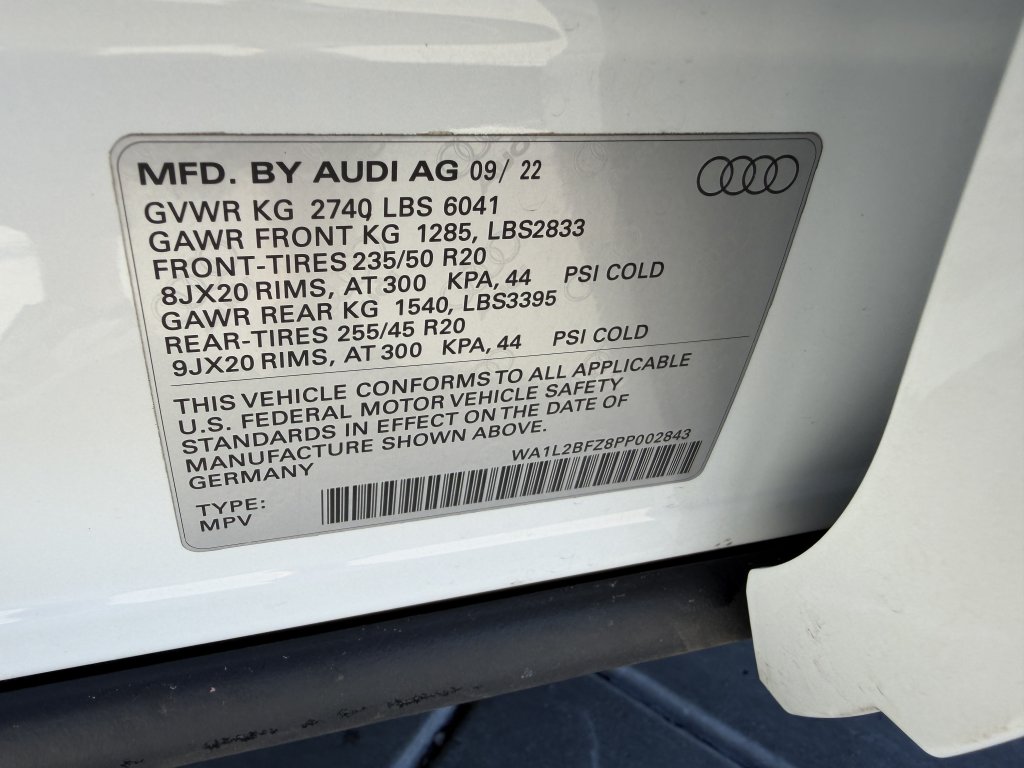 MFD. BY AUDI AG 09/ 22
GVWR KG 2740 LBS 6041
GAWR FRONT KG 1285, LBS2833
FRONT-TIRES 235/50 R20
8JX20 RIMS, AT 300 KPA, 44 PSI COLD
GAWR REAR KG 1540, LBS3395
REAR-TIRES 255/45 R20
9JX20 RIMS, AT 300 KPA, 44 PSI COLD
THIS VEHICLE CONFORMS TO ALL APPLICABLE
U.S. FEDERAL MOTOR VEHICLE SAFETY
STANDARDS IN EFFECT ON THE DATE OF
MANUFACTURE SHOWN ABOVE.
GERMANY
WA1L2BFZ8PP002843
TYPE:
MPV